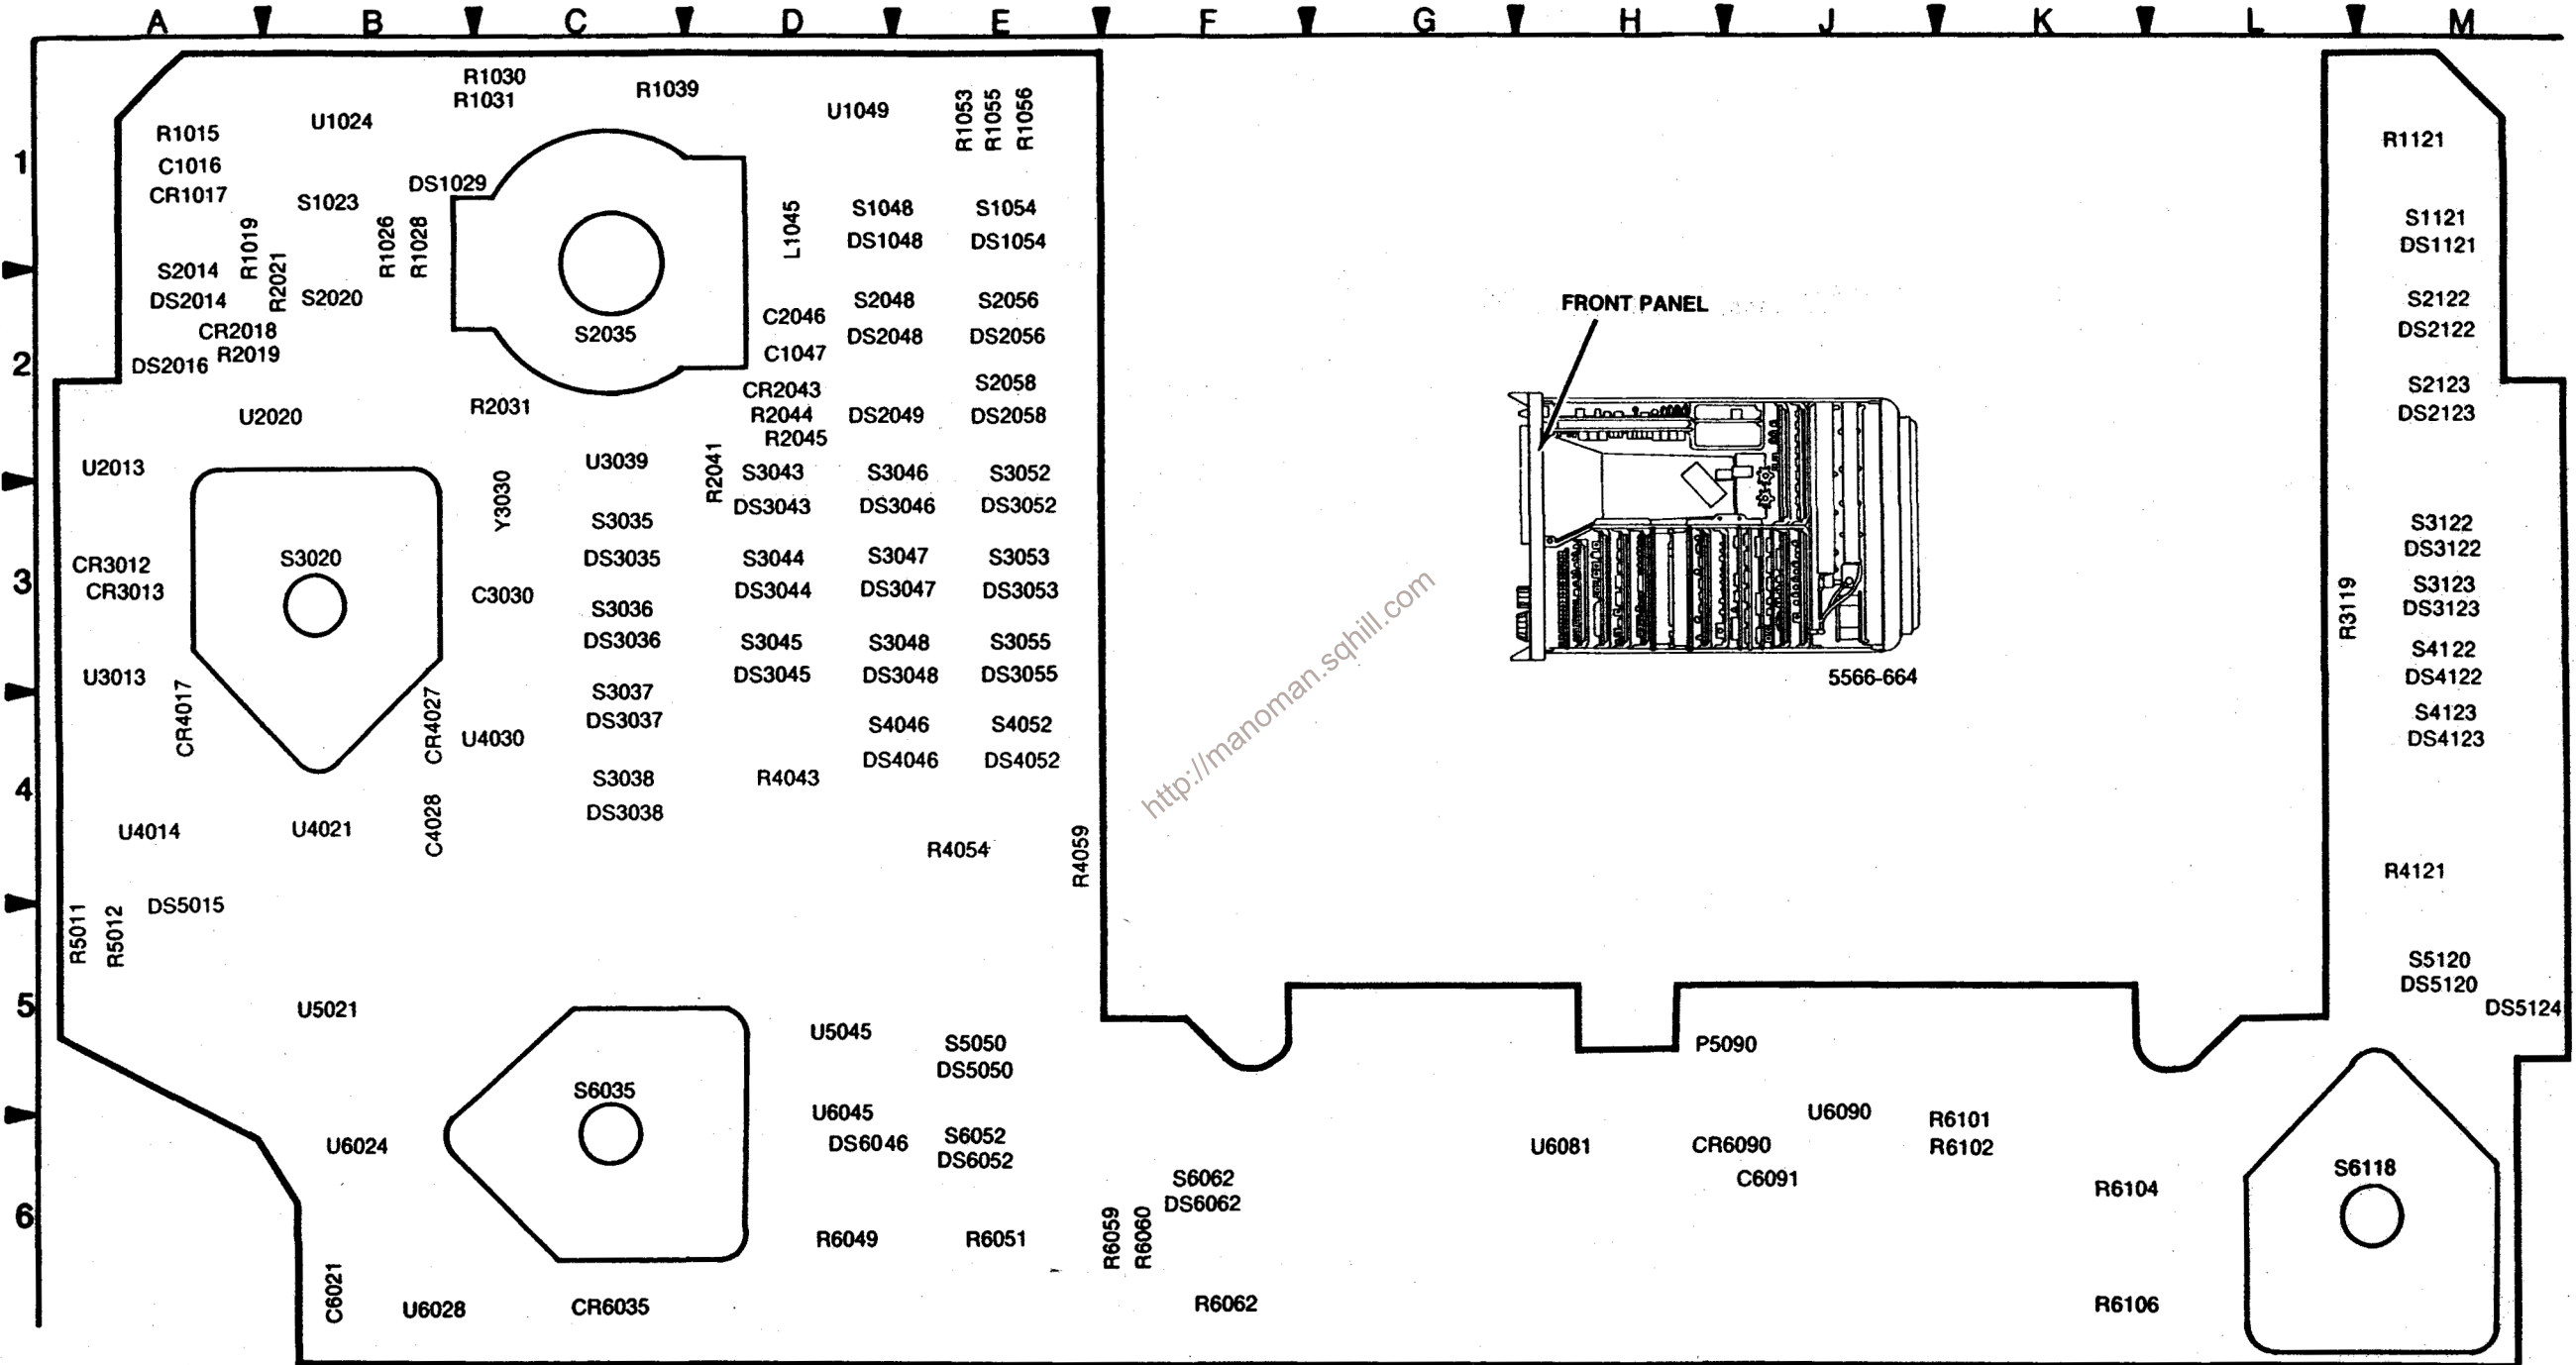 A B C D E F G H J K L M
R1030
R1031
R1039
U1049
R1053
R1055
R1056
U1024
R1015
C1016
CR1017
1
DS1029
S1023
R1019
R2021
R1026
R1028
L1045
S1048
DS1048
S1054
DS1054
R1121
S1121
DS1121
S2014
DS2014
S2020
CR2018
R2019
DS2016
2
S2035
C2046
C1047
S2048
DS2048
S2056
DS2056
FRONT PANEL
S2122
DS2122
U2020
R2031
CR2043
R2044
R2045
DS2049
S2058
DS2058
S2123
DS2123
U2013
Y3030
U3039
R2041
S3043
DS3043
S3046
DS3046
S3052
DS3052
S3035
DS3035
S3122
DS3122
CR3012
CR3013
3
S3020
C3030
S3036
DS3036
S3044
DS3044
S3047
DS3047
S3053
DS3053
R3119
S3123
DS3123
U3013
CR4017
CR4027
S3037
DS3037
S3045
DS3045
S3048
DS3048
S3055
DS3055
5566-664
S4122
DS4122
U4030
S4046
DS4046
S4052
DS4052
S4123
DS4123
4
S3038
DS3038
R4043
http://manoman.sqhill.com
U4014
U4021
C4028
R4054
R4059
R4121
R5011
R5012
DS5015
S5120
DS5120
DS5124
5
U5021
U5045
S5050
DS5050
P5090
S6035
U6045
DS6046
S6052
DS6052
U6024
U6081
CR6090
C6091
U6090
R6101
R6102
S6062
DS6062
R6104
S6118
6
R6049
R6051
R6059
R6060
C6021
U6028
CR6035
R6062
R6106